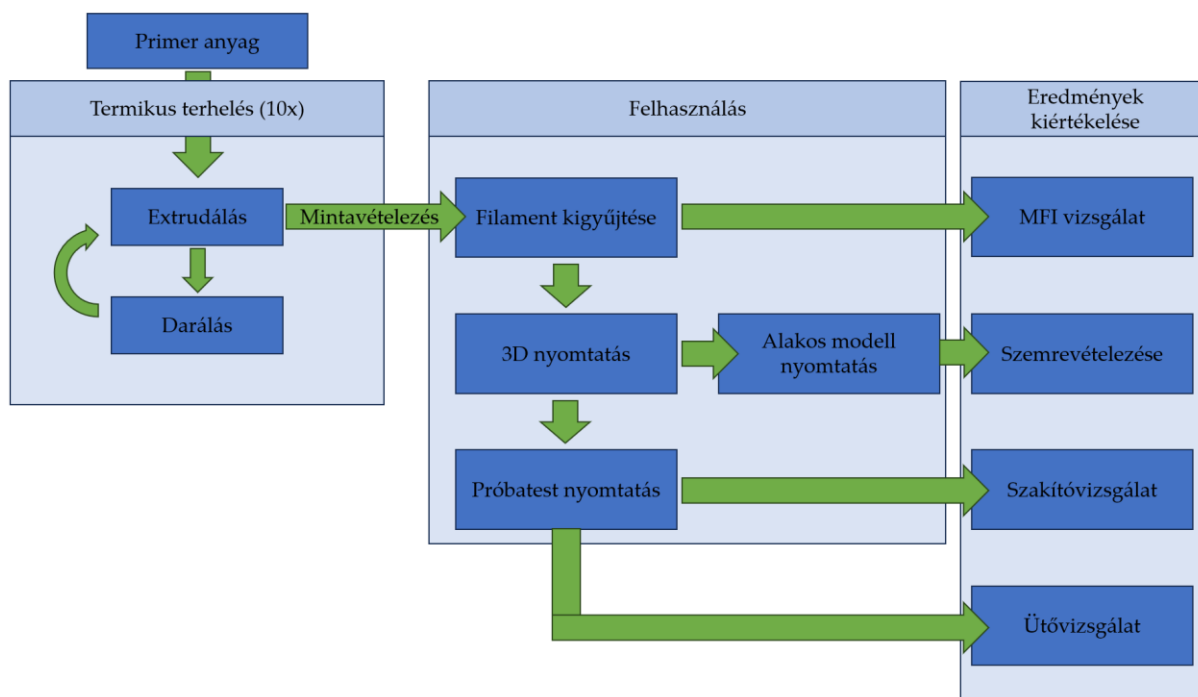 Primer anyag
Termikus terhelés (10x)
Extrudálás
Darálás
Mintavételezés
Felhasználás
Filament kigyűjtése
3D nyomtatás
Alakos modell
nyomtatás
Próbatest nyomtatás
Eredmények
kiértékelése
MFI vizsgálat
Szemrevételezése
Szakítóvizsgálat
Ütővizsgálat